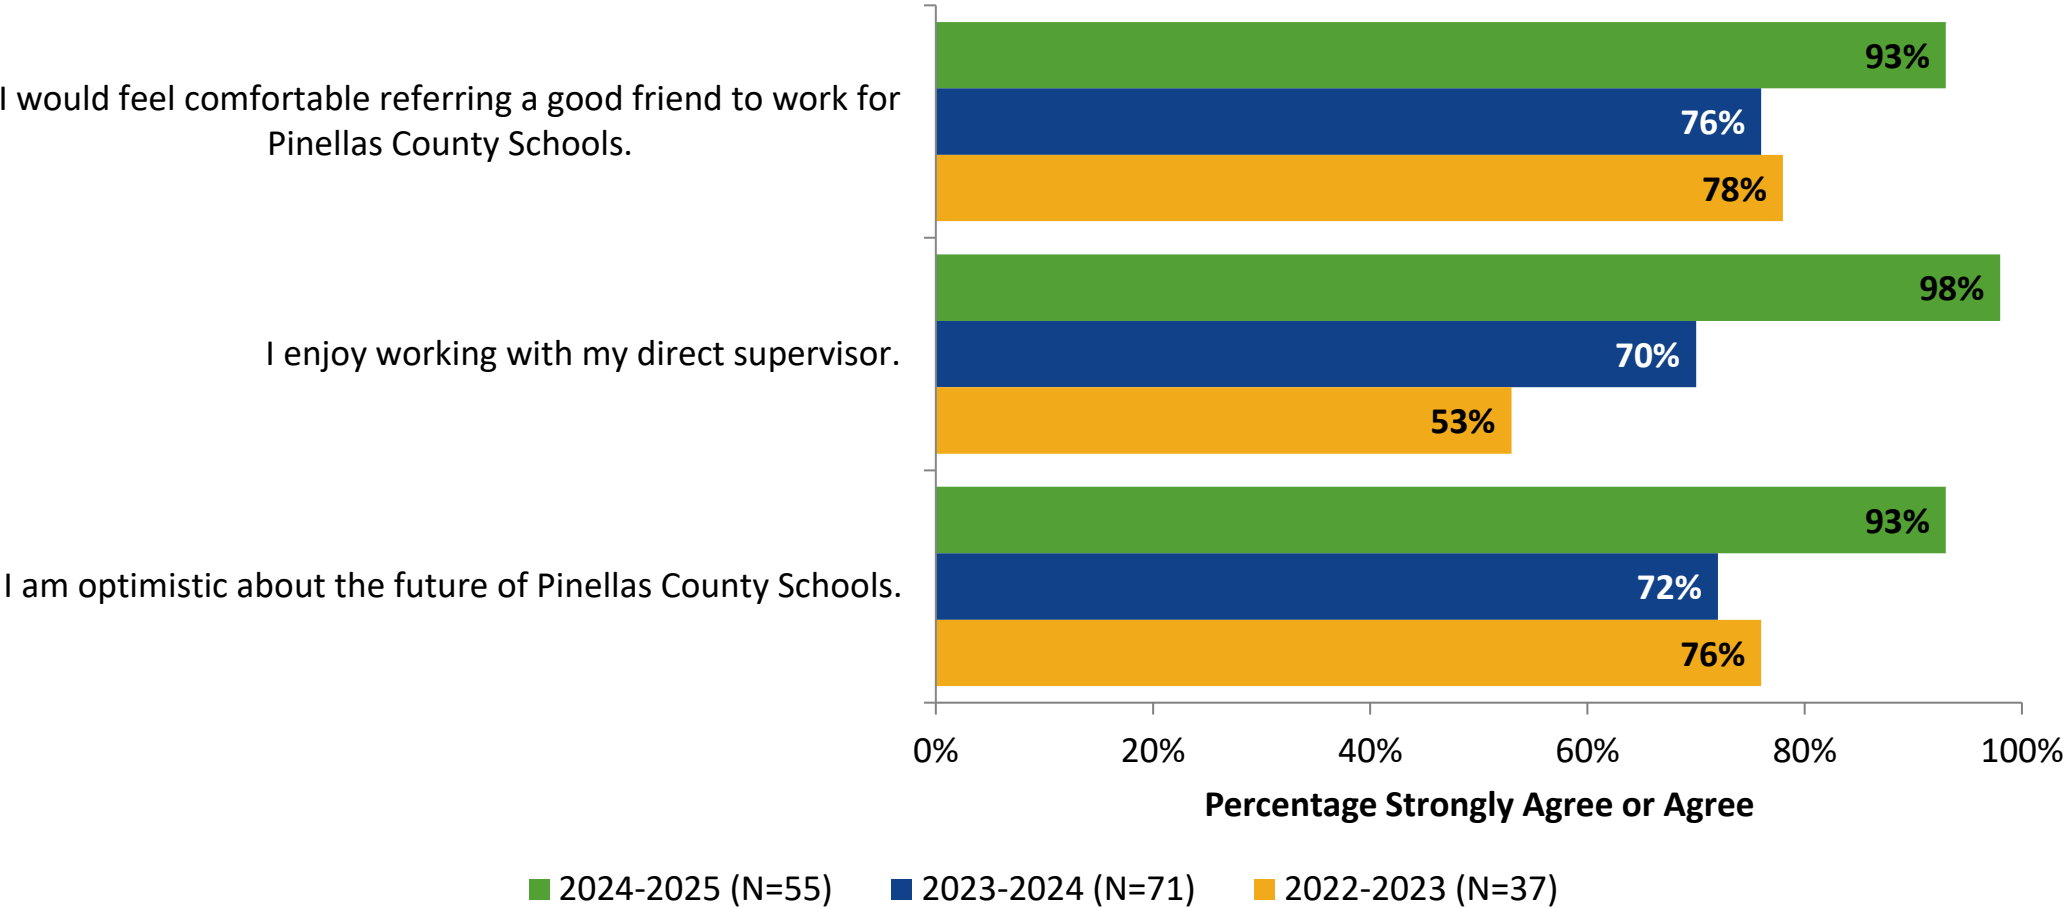 93%
I would feel comfortable referring a good friend to work for
Pinellas County Schools.
76%
78%
98%
I enjoy working with my direct supervisor.
70%
53%
93%
I am optimistic about the future of Pinellas County Schools.
72%
76%
0% 20% 40% 60% 80% 100%
Percentage Strongly Agree or Agree
2024-2025 (N=55) 2023-2024 (N=71) 2022-2023 (N=37)